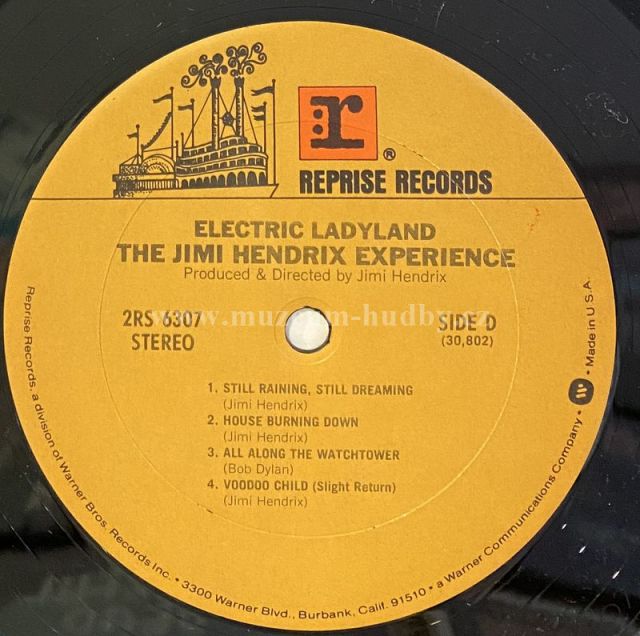 r
®
REPRISE RECORDS
ELECTRIC LADYLAND
THE JIMI HENDRIX EXPERIENCE
Produced & Directed by Jimi Hendrix
2RS 6307
STEREO
www.muzeum-hudby.cz
SIDE D
(30,802)
1. STILL RAINING, STILL DREAMING
(Jimi Hendrix)
2. HOUSE BURNING DOWN
(Jimi Hendrix)
3. ALL ALONG THE WATCHTOWER
(Bob Dylan)
4. VOODOO CHILD (Slight Return)
(Jimi Hendrix)
Reprise Records, a division of Warner Bros. Records Inc. • 3300 Warner Blvd., Burbank, Calif. 91510 • a Warner Communications Company • W • Made in U.S.A.